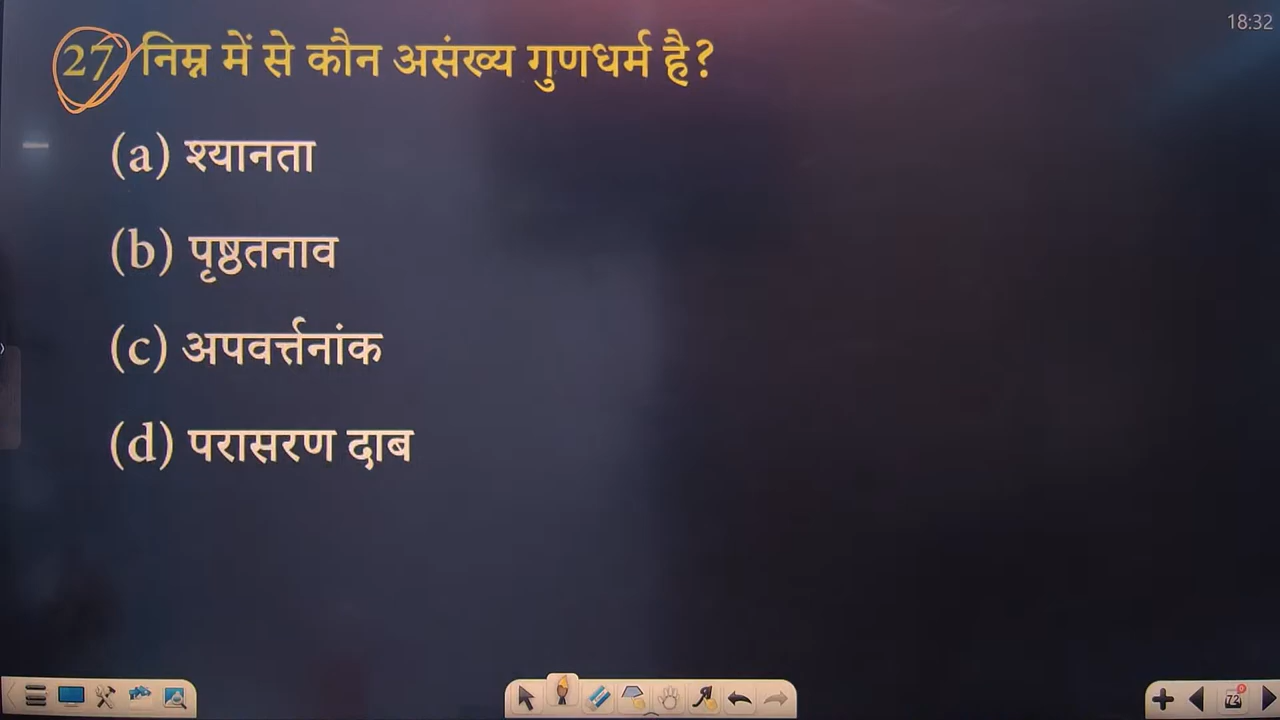 18:32
27 निम्न में से कौन असंख्य गुणधर्म है?
(a) श्यानता
(b) पृष्ठतनाव
(c) अपवर्त्तनांक
(d) परासरण दाब